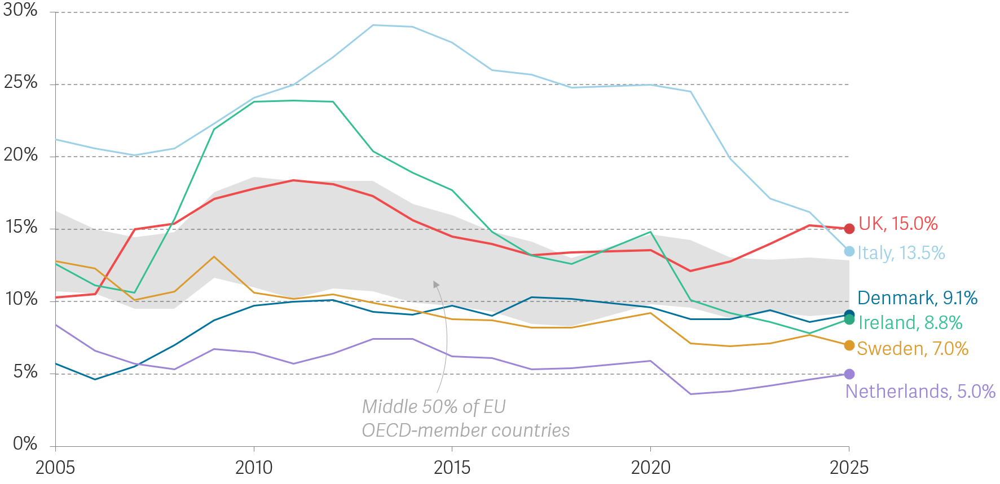 30%
25%
20%
15%
10%
5%
0%
2005
2010
2015
2020
2025
UK, 15.0%
Italy, 13.5%
Denmark, 9.1%
Ireland, 8.8%
Sweden, 7.0%
Netherlands, 5.0%
Middle 50% of EU
OECD-member countries